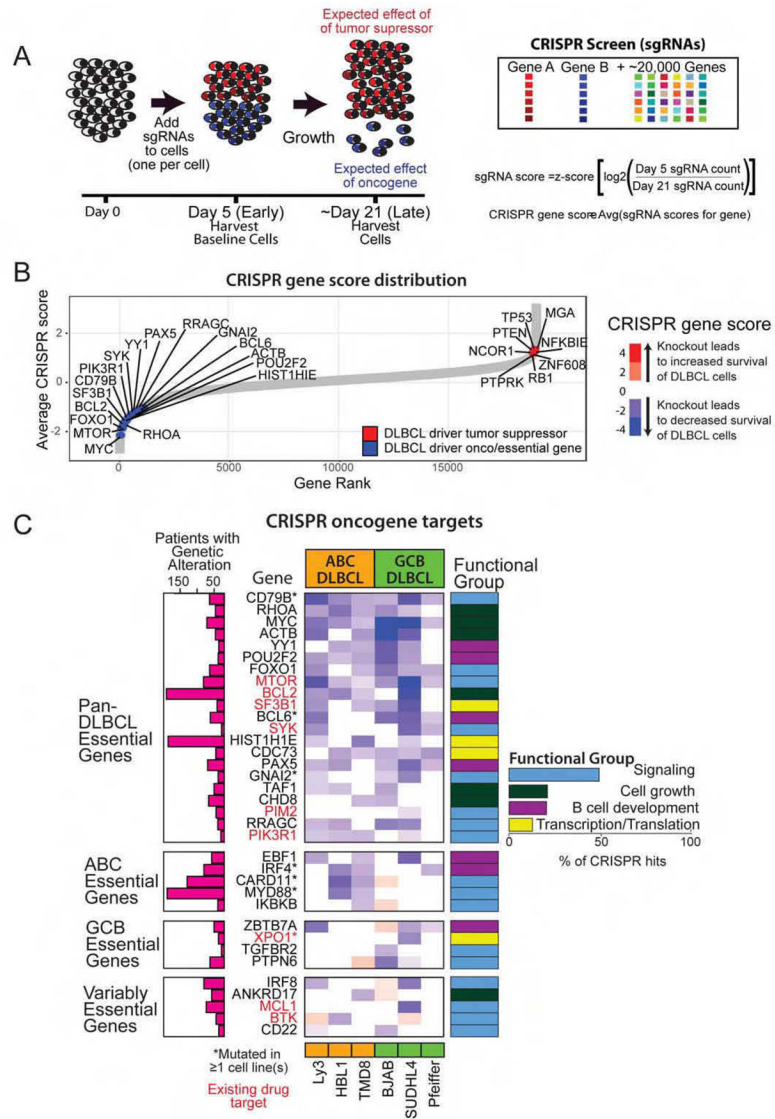 A
Expected effect of
of tumor supressor
Add
sgRNAs
to cells
(one per cell)
Growth
Expected effect
of oncogene
Day 0
Day 5 (Early)
Harvest
Baseline Cells
~Day 21 (Late)
Harvest
Cells
CRISPR Screen (sgRNAs)
Gene A Gene B + ~20,000 Genes
sgRNA score =z-score [log2(Day 5 sgRNA count
Day 21 sgRNA count)]
CRISPR gene score=Avg(sgRNA scores for gene)
B
CRISPR gene score distribution
Average CRISPR score
2
0
-2
RRAGC
GNAI2
PAX5
BCL6
YY1
ACTB
SYK
POU2F2
PIK3R1
HIST1HIE
CD79B
SF3B1
BCL2
FOXO1
MTOR
RHOA
MYC
TP53
MGA
PTEN
NFKBIE
NCOR1
ZNF608
PTPRK
RB1
DLBCL driver tumor suppressor
DLBCL driver onco/essential gene
0
5000
10000
15000
Gene Rank
CRISPR gene score
4
2
0
-2
-4
Knockout leads
to increased survival
of DLBCL cells
Knockout leads
to decreased survival
of DLBCL cells
C
CRISPR oncogene targets
Patients with
Genetic
Alteration
150 50
Gene
ABC
DLBCL
GCB
DLBCL
Functional
Group
Pan-
DLBCL
Essential
Genes
CD79B*
RHOA
MYC
ACTB
YY1
POU2F2
FOXO1
MTOR
BCL2
SF3B1
BCL6*
SYK
HIST1H1E
CDC73
PAX5
GNAI2*
TAF1
CHD8
PIM2
RRAGC
PIK3R1
ABC
Essential
Genes
EBF1
IRF4*
CARD11*
MYD88*
IKBKB
GCB
Essential
Genes
ZBTB7A
XPO1*
TGFBR2
PTPN6
Variably
Essential
Genes
IRF8
ANKRD17
MCL1
BTK
CD22
Functional Group
Signaling
Cell growth
B cell development
Transcription/Translation
0
50
100
% of CRISPR hits
*Mutated in
≥1 cell line(s)
Existing drug
target
Ly3
HBL1
TMD8
BJAB
SUDHL4
Pfeiffer